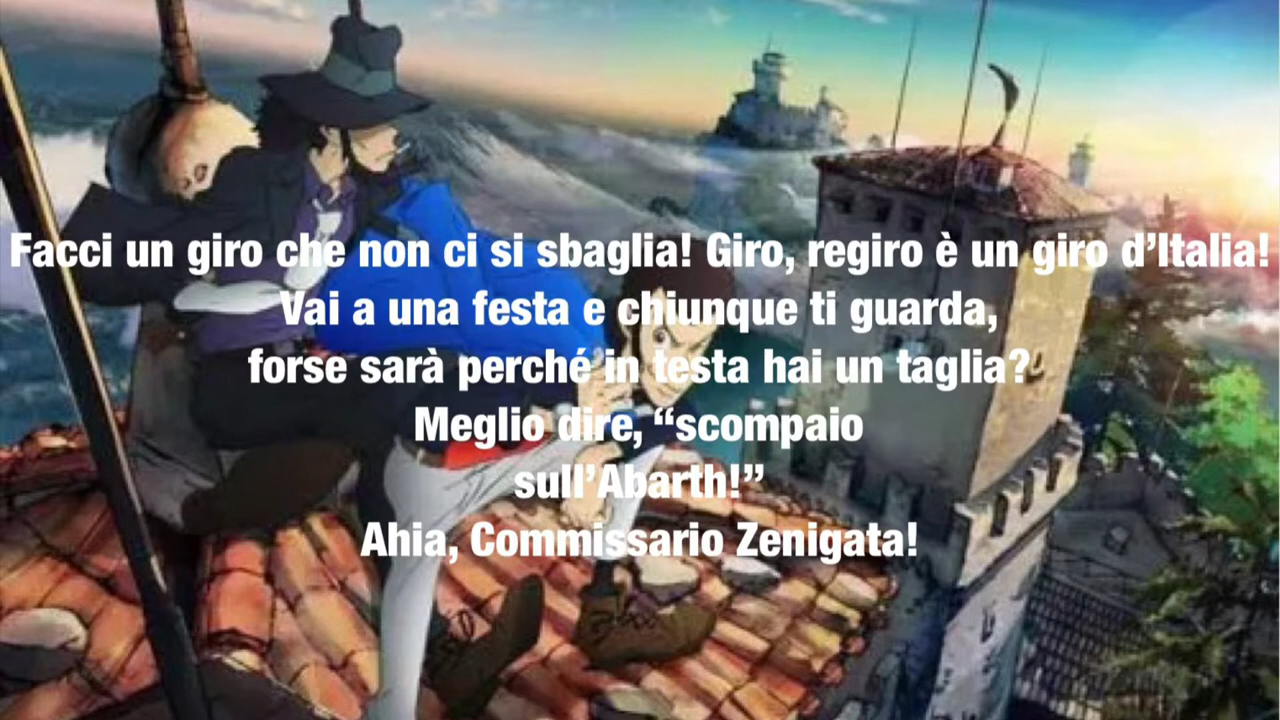 Facci un giro che non ci si sbaglia! Giro, regiro è un giro d’Italia!
Vai a una festa e chiunque ti guarda,
forse sarà perché in testa hai un taglia?
Meglio dire, “scompaio
sull’Abarth!”
Ahia, Commissario Zenigata!